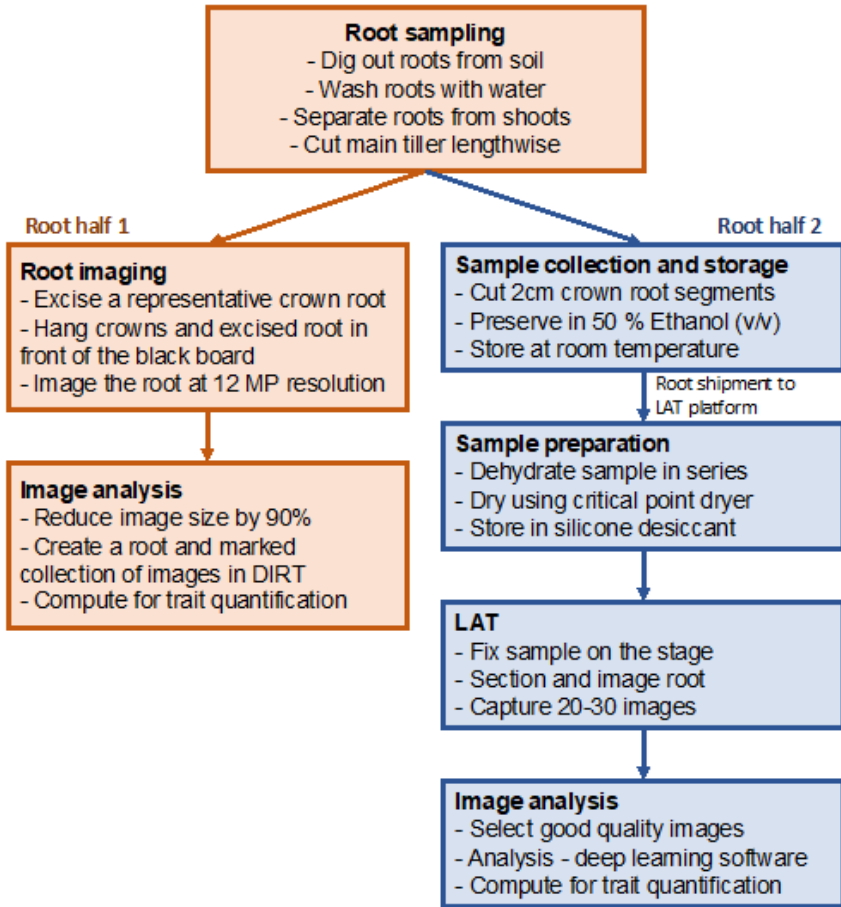 Root sampling
- Dig out roots from soil
- Wash roots with water
- Separate roots from shoots
- Cut main tiller lengthwise
Root half 1
Root imaging
- Excise a representative crown root
- Hang crowns and excised root in
front of the black board
- Image the root at 12 MP resolution
Image analysis
- Reduce image size by 90%
- Create a root and marked
collection of images in DIRT
- Compute for trait quantification
Root half 2
Sample collection and storage
- Cut 2cm crown root segments
- Preserve in 50 % Ethanol (v/v)
- Store at room temperature
Root shipment to
LAT platform
Sample preparation
- Dehydrate sample in series
- Dry using critical point dryer
- Store in silicone desiccant
LAT
- Fix sample on the stage
- Section and image root
- Capture 20-30 images
Image analysis
- Select good quality images
- Analysis - deep learning software
- Compute for trait quantification